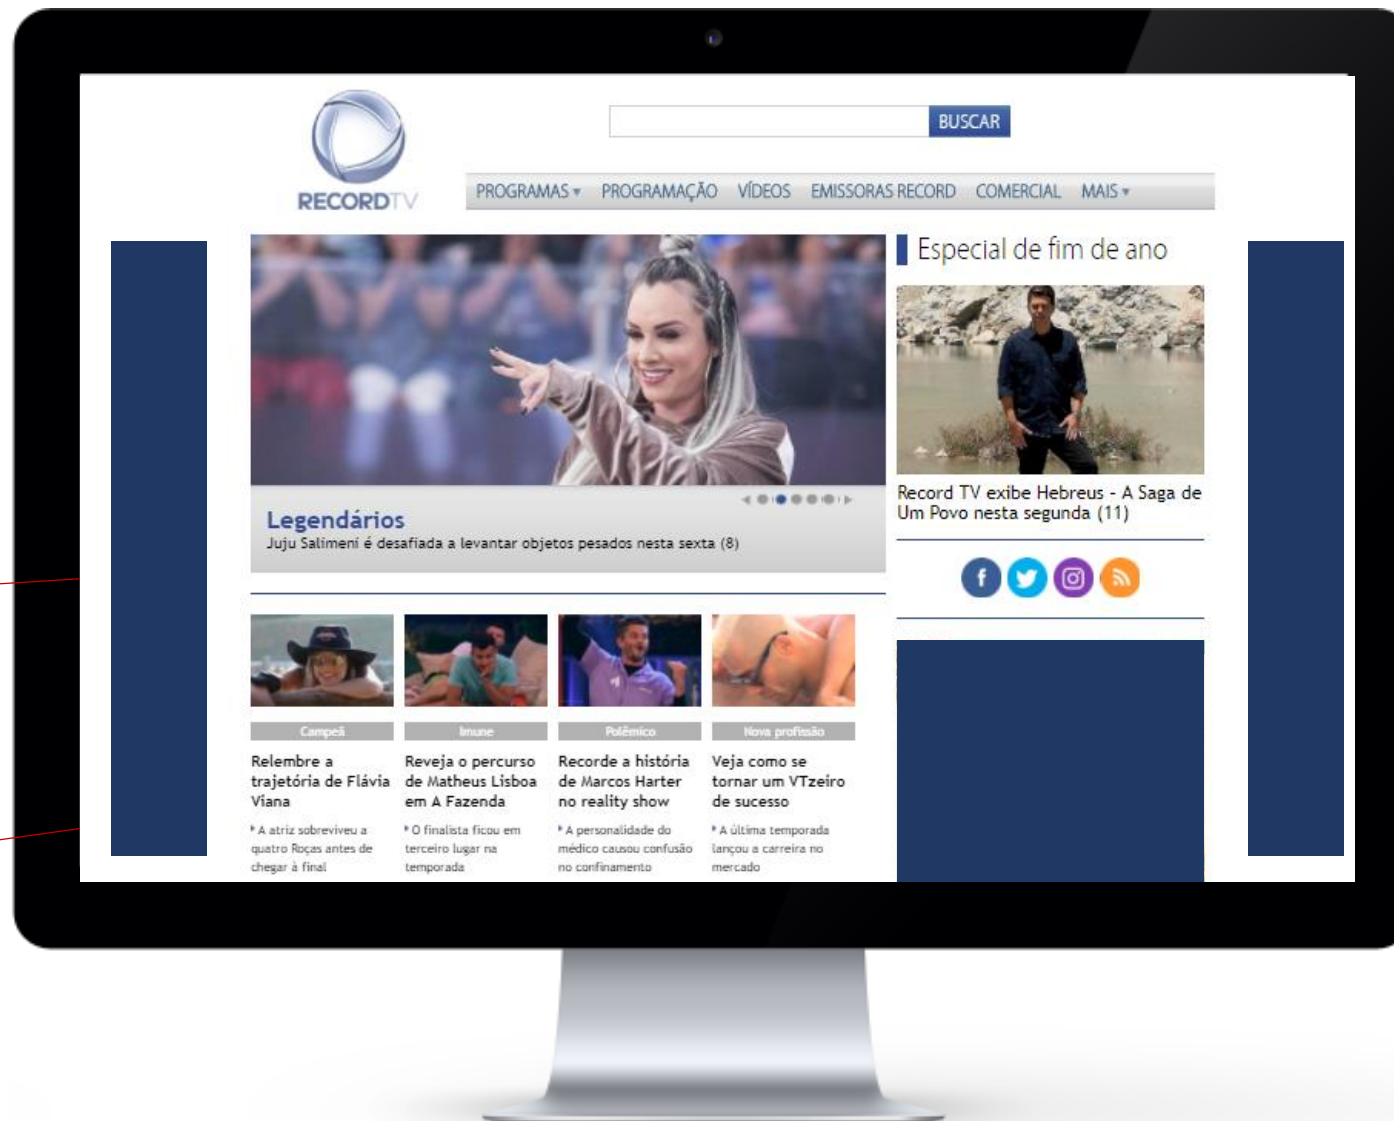 BUSCAR
RECORDTV
PROGRAMAS PROGRAMAÇÃO VÍDEOS EMISSORAS RECORD COMERCIAL MAIS
Legendários
Juju Salimeni é desafiada a levantar objetos pesados nesta sexta (8)
Especial de fim de ano
Record TV exibe Hebreus - A Saga de
Um Povo nesta segunda (11)
Campeã
Relembre a
trajetória de Flávia
Viana
A atriz sobreviveu a
quatro Roças antes de
chegar à final
Imune
Reveja o percurso
de Matheus Lisboa
em A Fazenda
O finalista ficou em
terceiro lugar na
temporada
Polêmico
Recorde a história
de Marcos Harter
no reality show
A personalidade do
médico causou confusão
no confinamento
Nova profissão
Veja como se
tornar um VTzeiro
de sucesso
A última temporada
lançou a carreira no
mercado